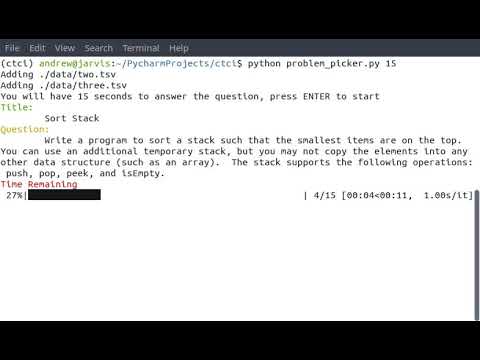 File Edit View Search Terminal Help
(ctci) andrew@jarvis:~/PycharmProjects/ctci$ python problem_picker.py 15
Adding ./data/two.tsv
Adding ./data/three.tsv
You will have 15 seconds to answer the question, press ENTER to start
Title:
Sort Stack
Question:
Write a program to sort a stack such that the smallest items are on the top.
You can use an additional temporary stack, but you may not copy the elements into any
other data structure (such as an array).  The stack supports the following operations:
push, pop, peek, and isEmpty.
Time Remaining
27%| | 4/15 [00:04<00:11,  1.00s/it]